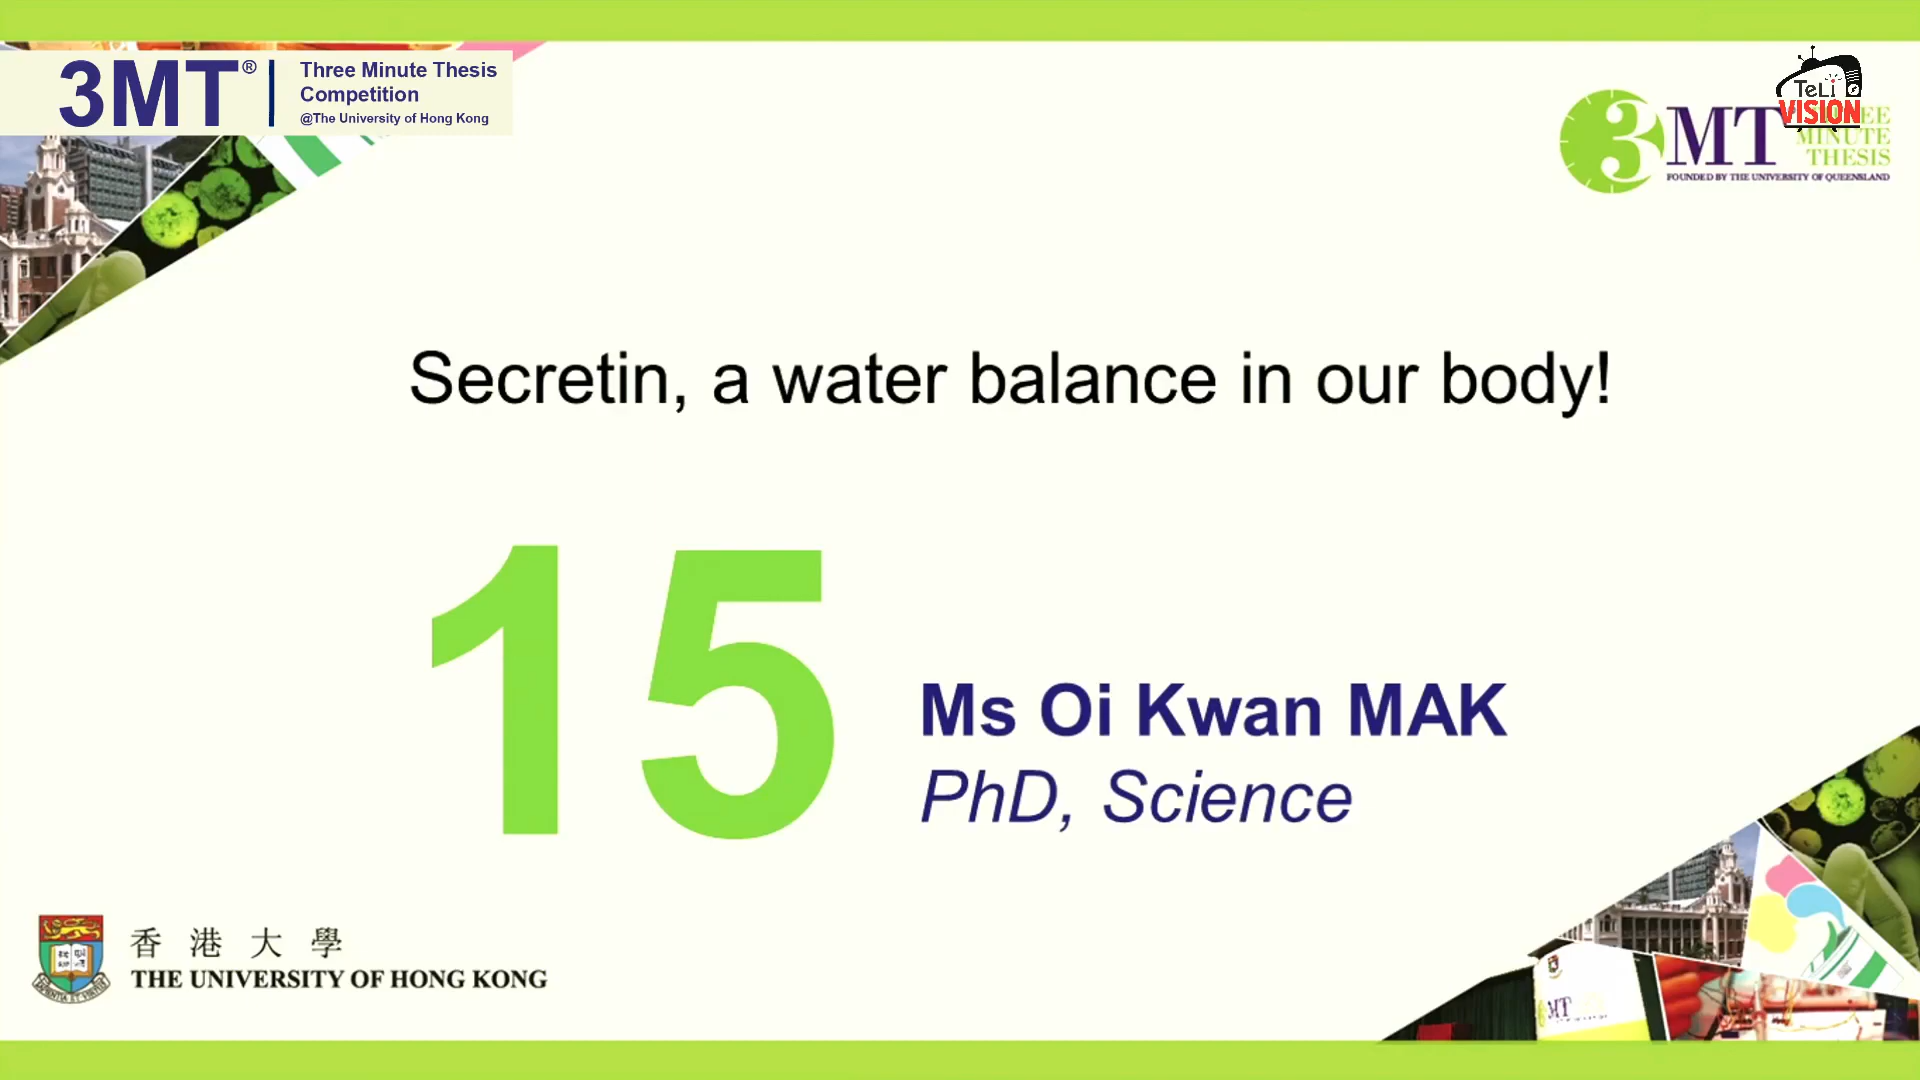 3MT®
Three Minute Thesis
Competition
@The University of Hong Kong
TeLi
VISION
3MT
MINUTE
THESIS
FOUNDED BY THE UNIVERSITY OF QUEENSLAND
Secretin, a water balance in our body!
15
Ms Oi Kwan MAK
PhD, Science
香港大學
THE UNIVERSITY OF HONG KONG
MT